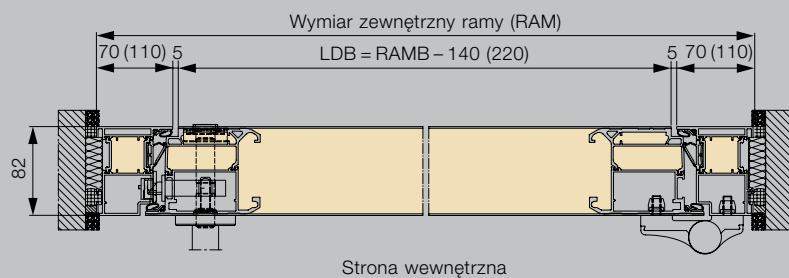 Wymiar zewnętrzny ramy (RAM)
70 (110) 5 LDB = RAMB – 140 (220) 5 70 (110)
82
Strona wewnętrzna